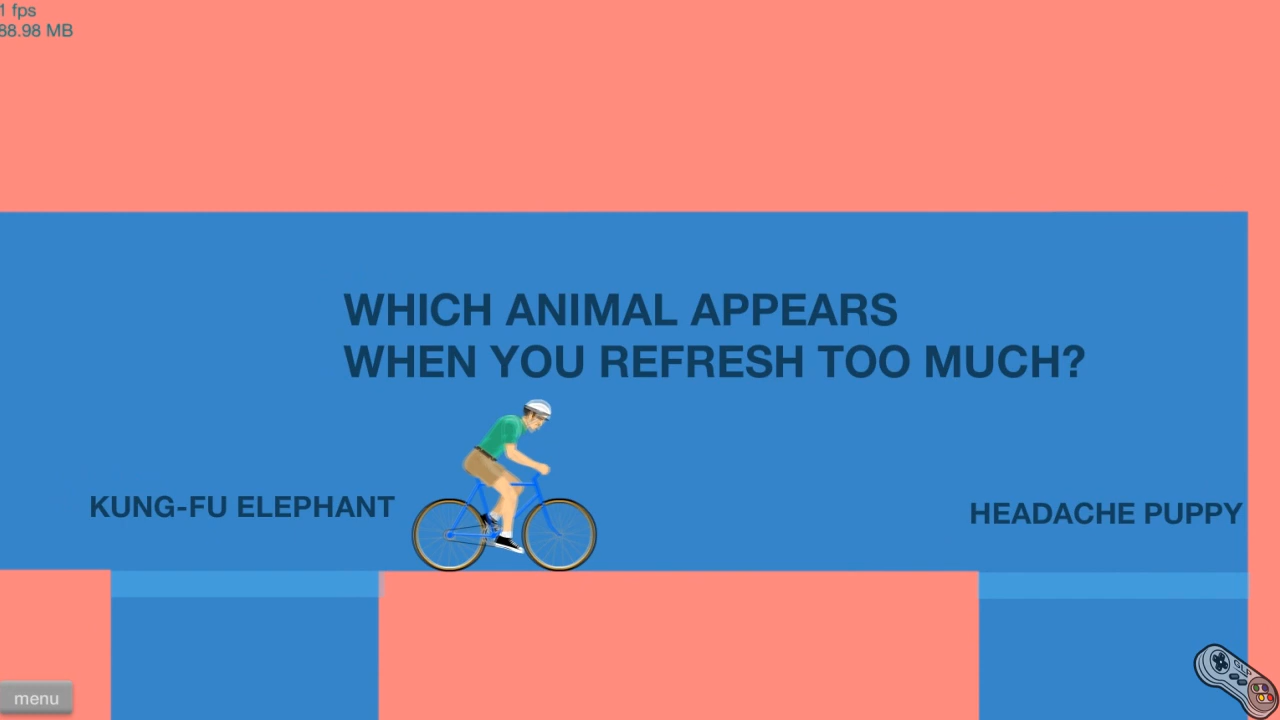 1 fps
88.98 MB
WHICH ANIMAL APPEARS
WHEN YOU REFRESH TOO MUCH?
KUNG-FU ELEPHANT
HEADACHE PUPPY
menu
GLP